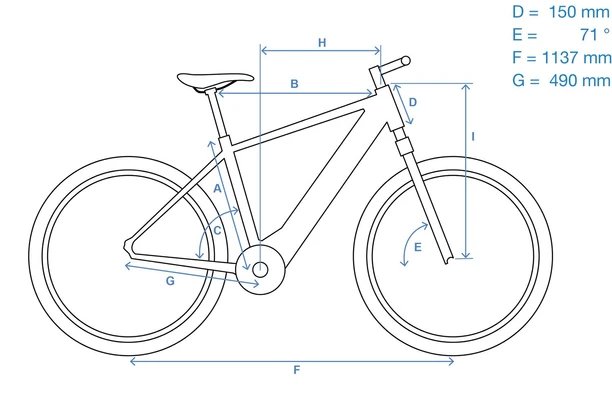 D = 150 mm
E = 71 °
F = 1137 mm
G = 490 mm
H
B
D
I
A
C
E
G
F